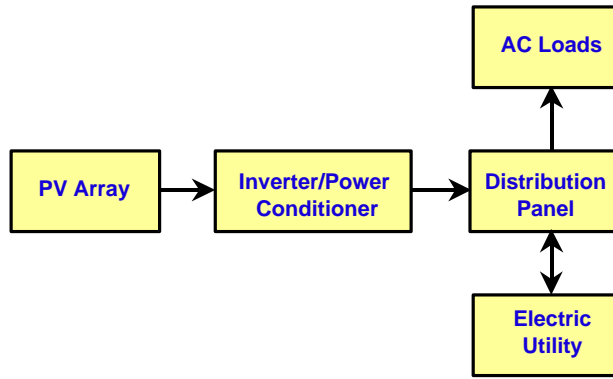 AC Loads
PV Array
Inverter/Power
Conditioner
Distribution
Panel
Electric
Utility